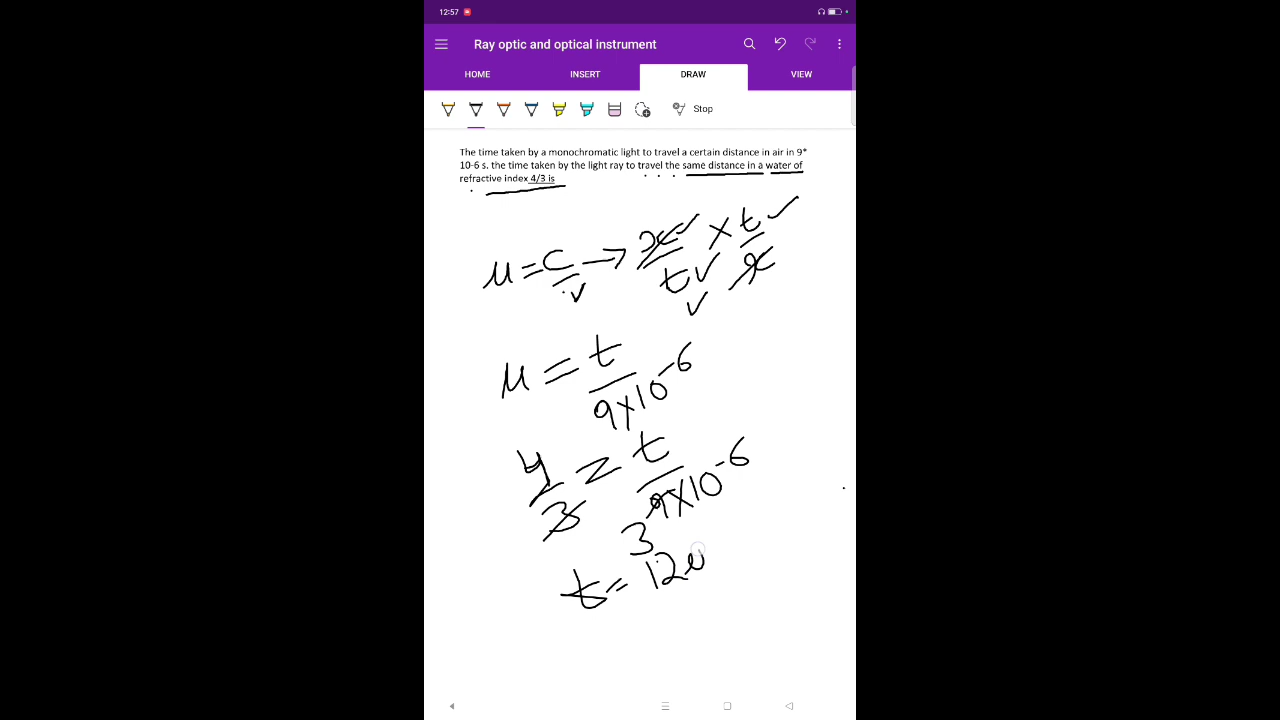 12:57
Ray optic and optical instrument
HOME INSERT DRAW VIEW
Stop
The time taken by a monochromatic light to travel a certain distance in air in 9*
10-6 s. the time taken by the light ray to travel the same distance in a water of
refractive index 4/3 is
μ = c/v → x/t × t/x
μ = t/9×10^-6
4/3 = t/9×10^-6
3
t = 12